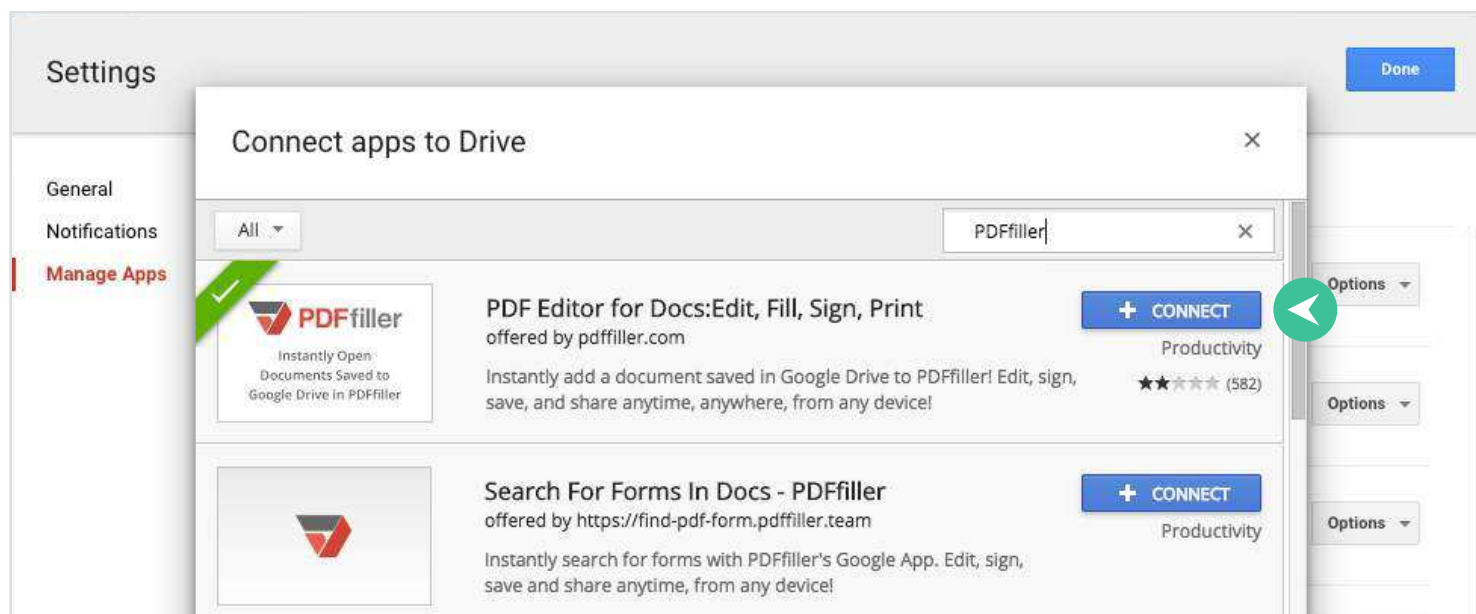 Settings
Done
Connect apps to Drive
General
Notifications
Manage Apps
All
PDFfiller
Options
PDFfiller
Instantly Open
Documents Saved to
Google Drive in PDFfiller
PDF Editor for Docs:Edit, Fill, Sign, Print
offered by pdffiller.com
Instantly add a document saved in Google Drive to PDFfiller! Edit, sign,
save, and share anytime, anywhere, from any device!
+ CONNECT
Productivity
(582)
Options
Search For Forms In Docs - PDFfiller
offered by https://find-pdf-form.pdffiller.team
Instantly search for forms with PDFfiller's Google App. Edit, sign,
save and share anytime, from any device!
+ CONNECT
Productivity
Options